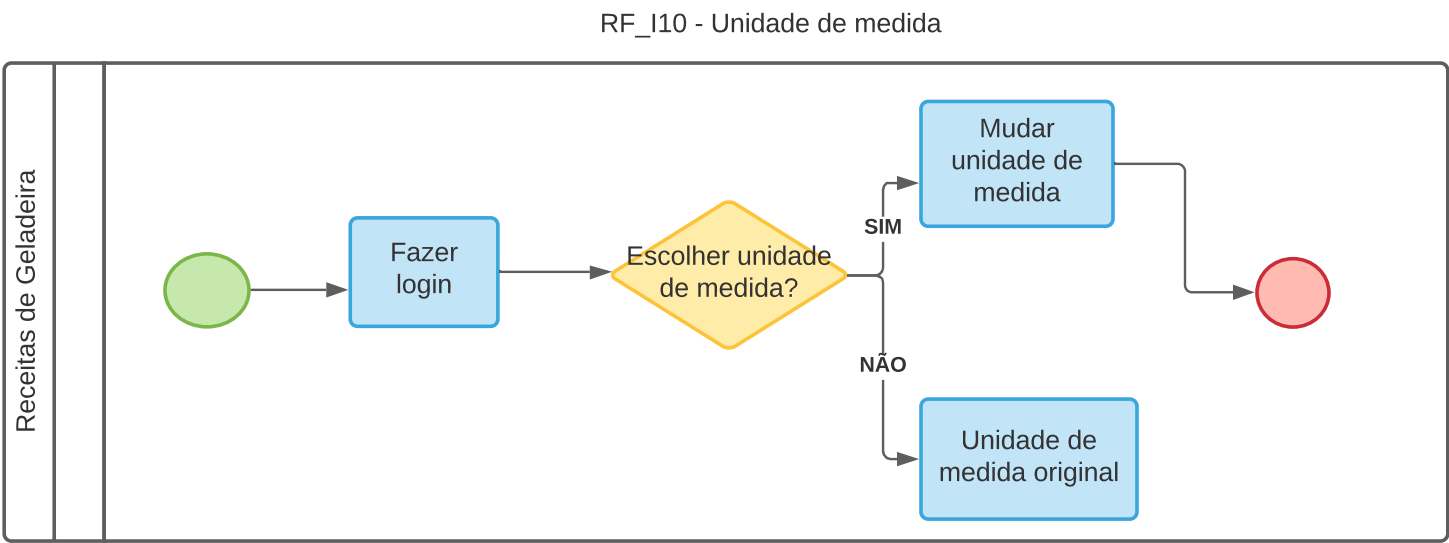 RF_I10 - Unidade de medida
Receitas de Geladeira
Fazer
login
Escolher unidade
de medida?
SIM
Mudar
unidade de
medida
NÃO
Unidade de
medida original